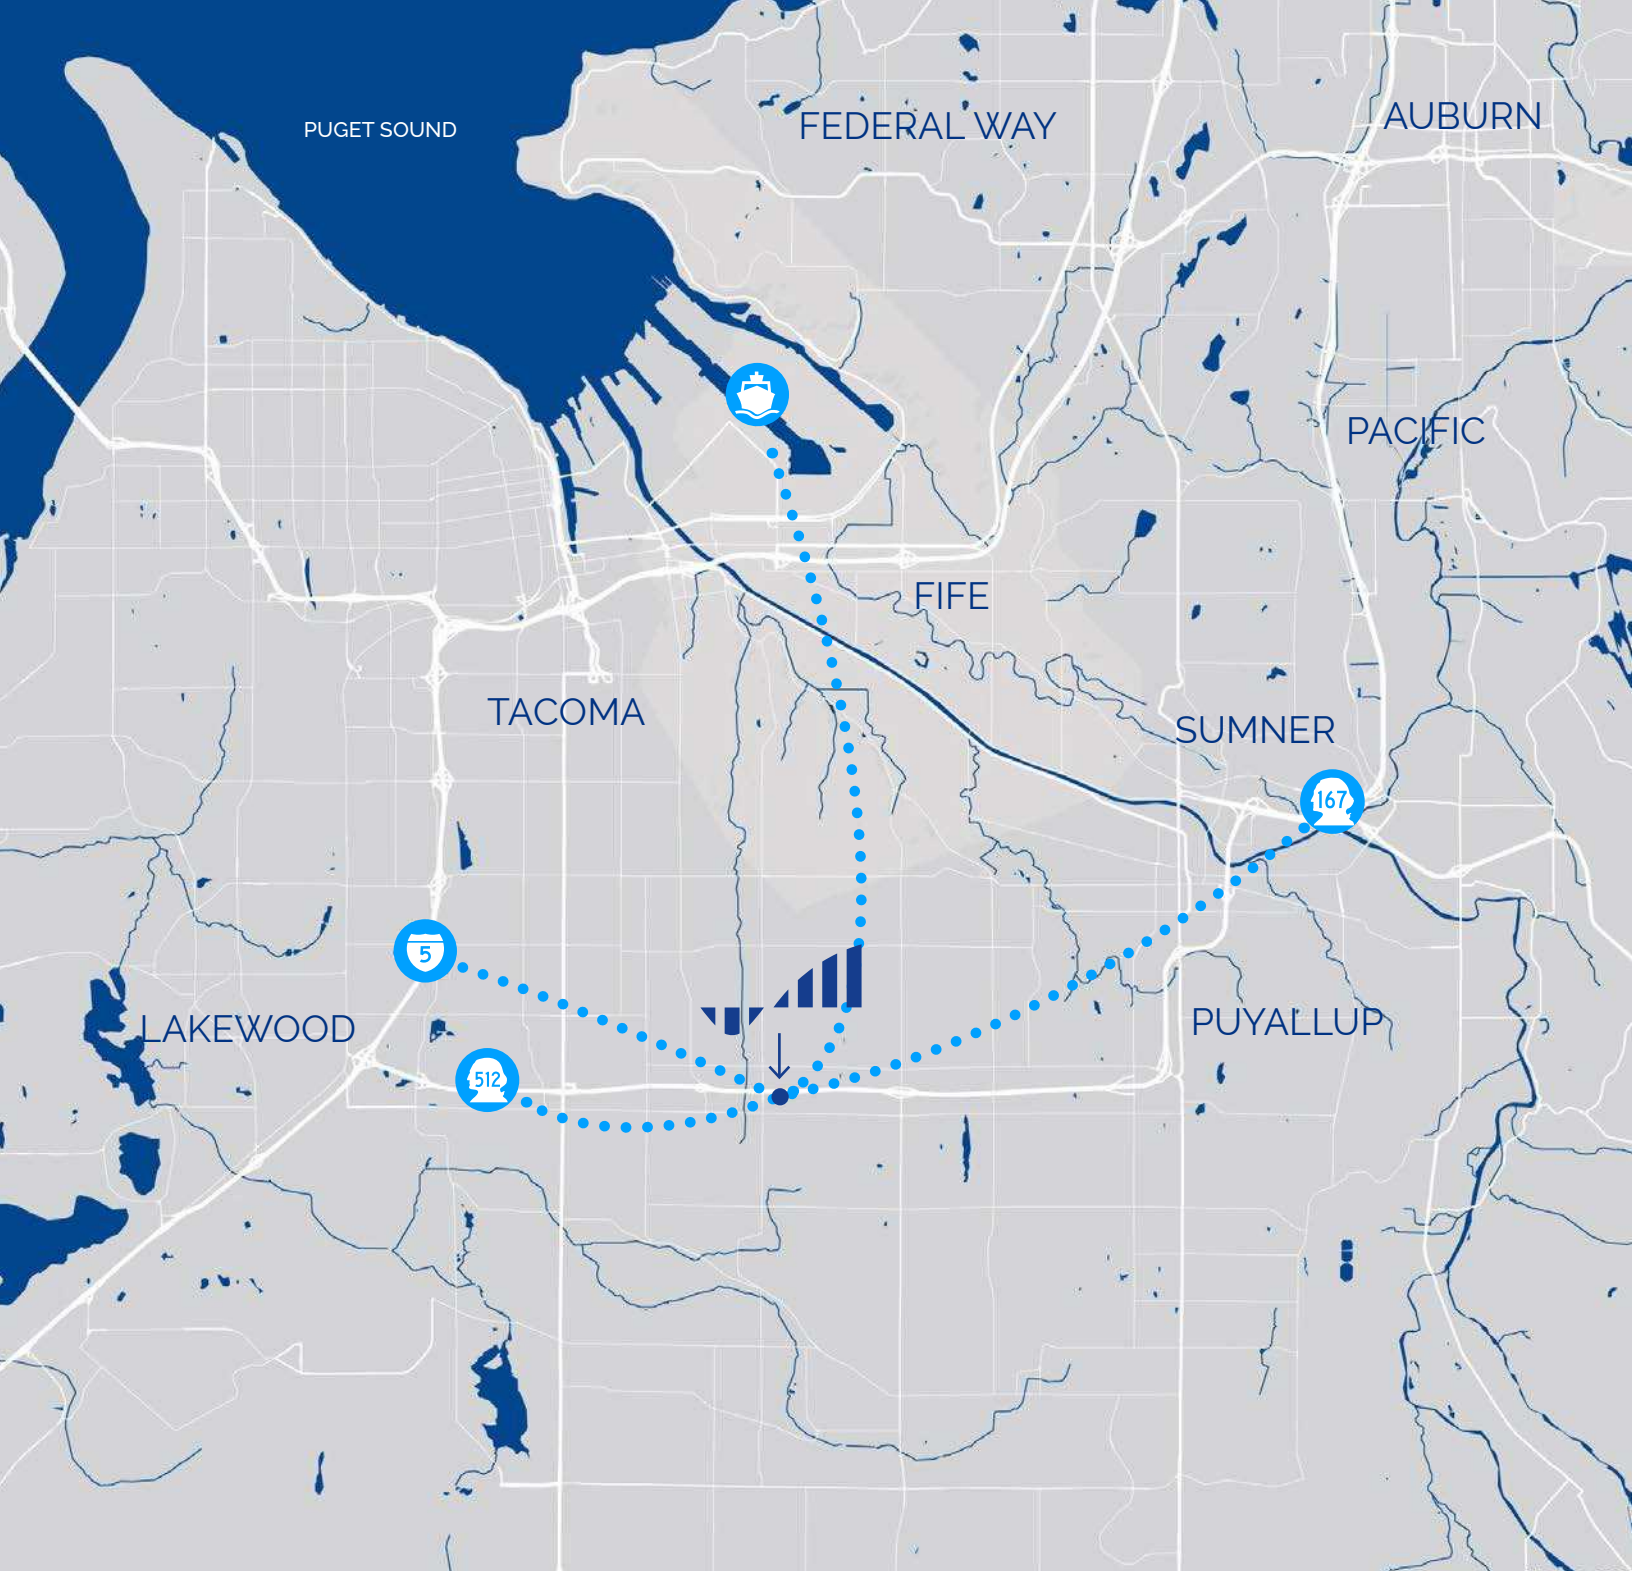 PUGET SOUND
FEDERAL WAY
AUBURN
PACIFIC
FIFE
TACOMA
SUMNER
167
5
LAKEWOOD
PUYALLUP
512